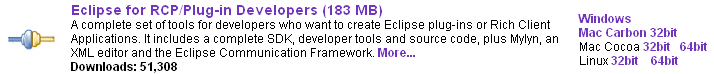 Eclipse for RCP/Plug-in Developers (183 MB)
A complete set of tools for developers who want to create Eclipse plug-ins or Rich Client
Applications. It includes a complete SDK, developer tools and source code, plus Mylyn, an
XML editor and the Eclipse Communication Framework. More...
Downloads: 51,308
Windows
Mac Carbon 32bit
Mac Cocoa 32bit 64bit
Linux 32bit 64bit